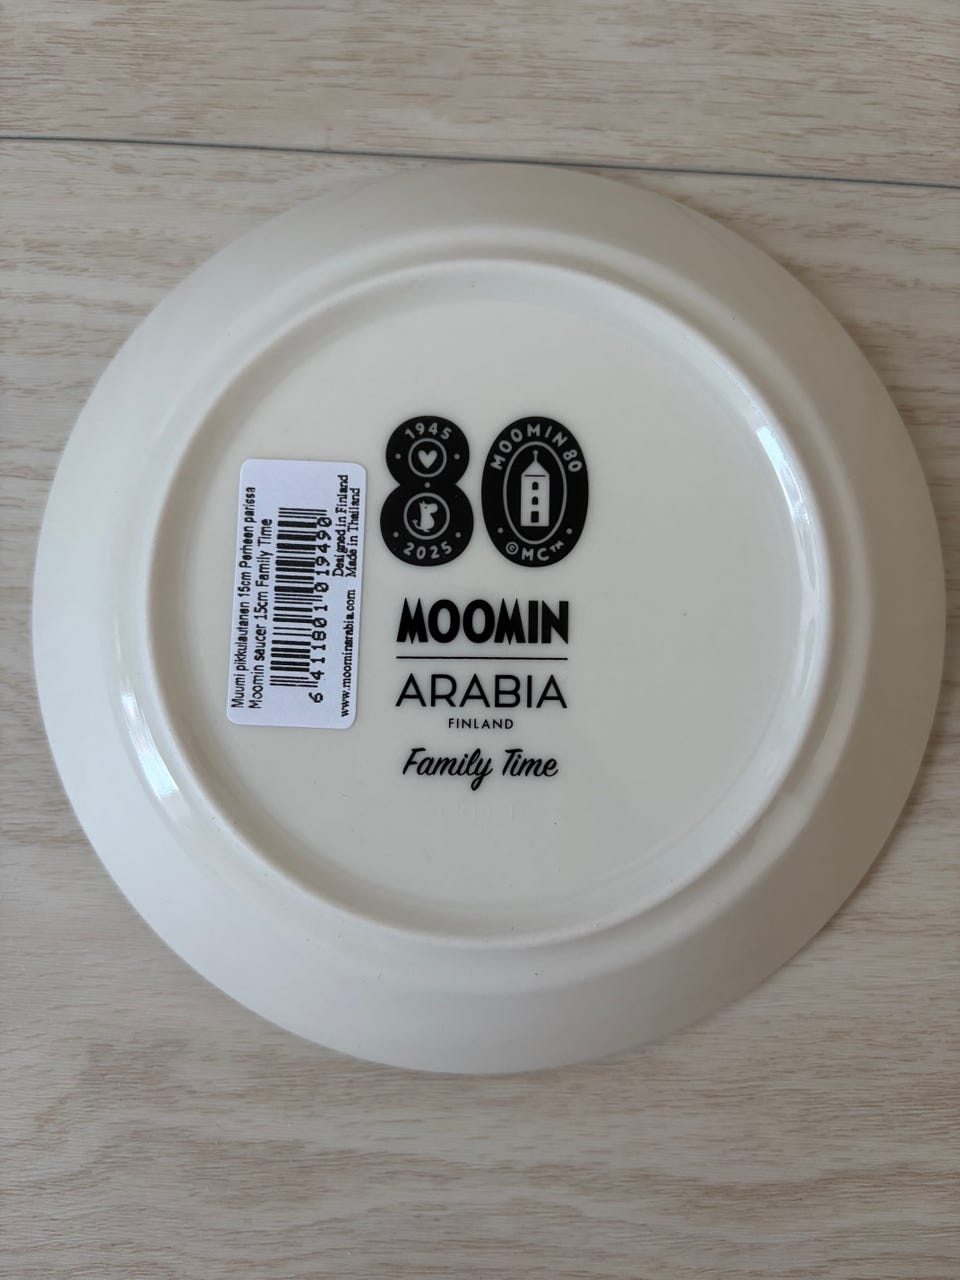 1945
2025
MOOMIN 80
©MC™
MOOMIN
ARABIA
FINLAND
Family Time
Muumi pikkulautanen 15cm Perheen parissa
Moomin saucer 15cm Family Time
6 411801 019490
Designed in Finland
www.moominarabia.com Made in Thailand